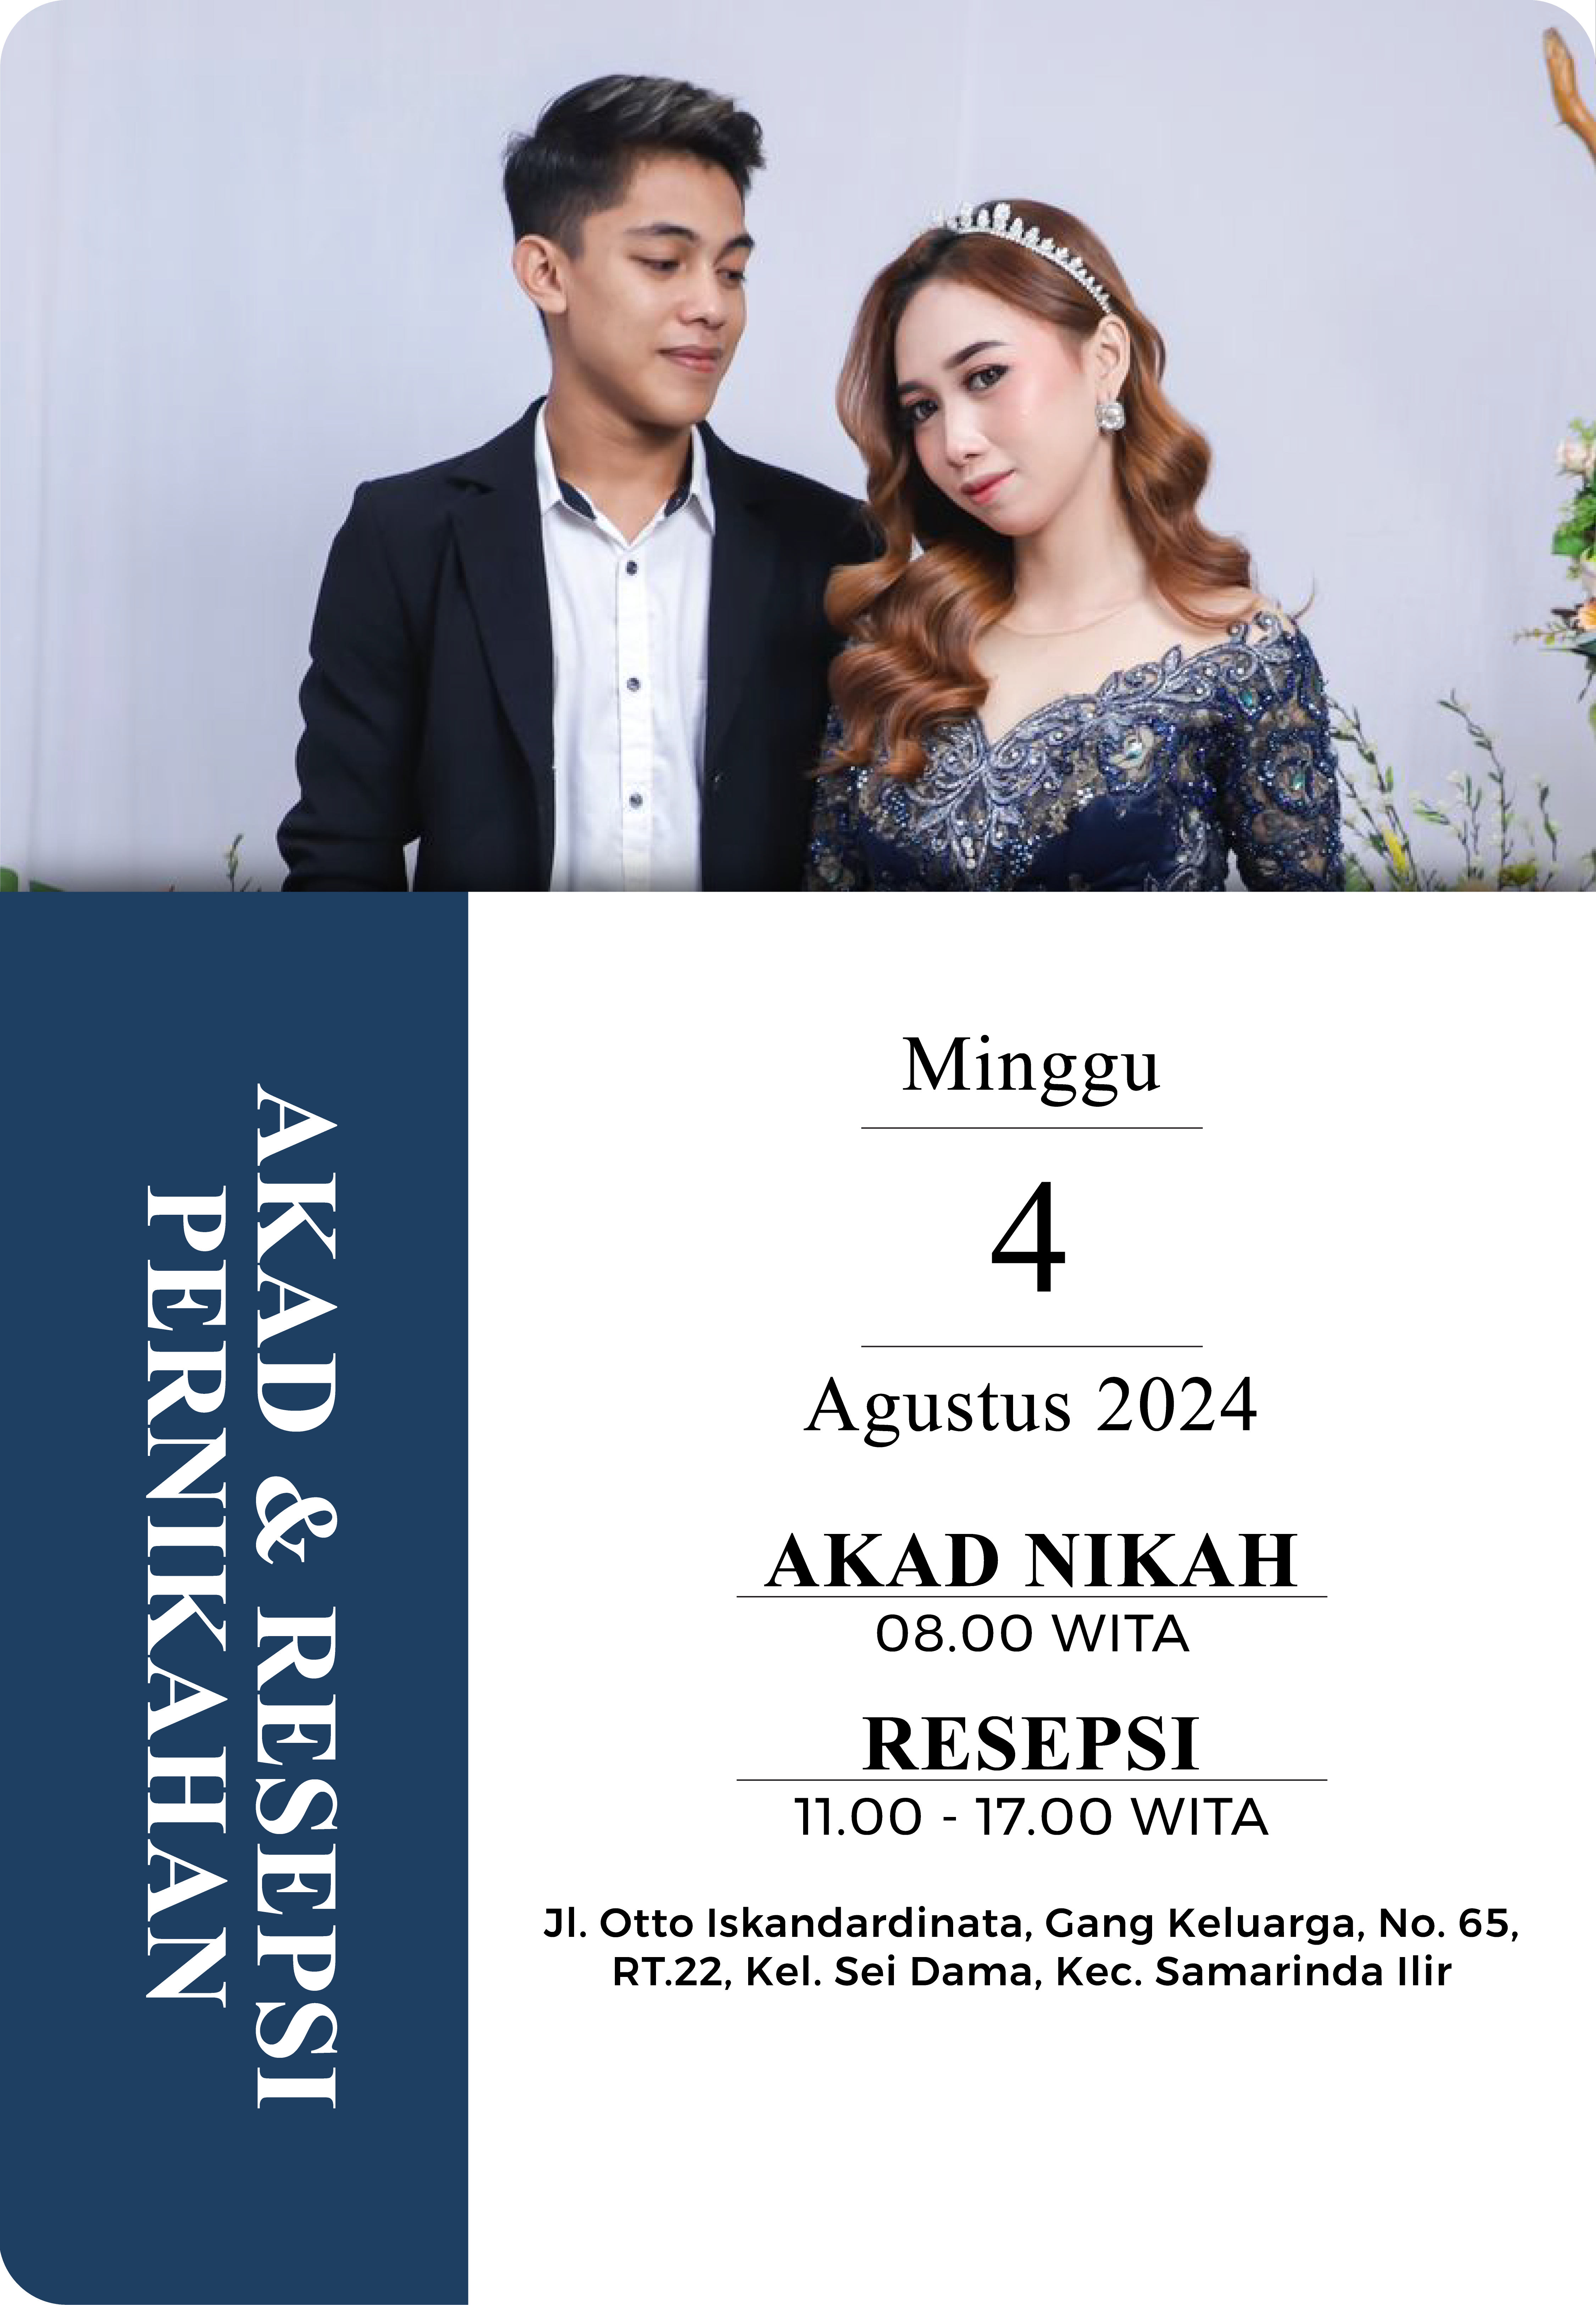 AKAD & RESEPSI
PERNIKAHAN
Minggu
4
Agustus 2024
AKAD NIKAH
08.00 WITA
RESEPSI
11.00 - 17.00 WITA
Jl. Otto Iskandardinata, Gang Keluarga, No. 65,
RT.22, Kel. Sei Dama, Kec. Samarinda Ilir